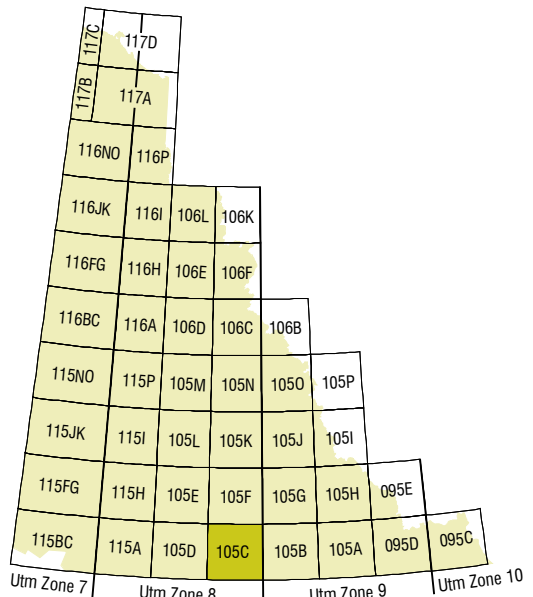 117C 117D
117B 117A
116NO 116P
116JK 116I 106L 106K
116FG 116H 106E 106F
116BC 116A 106D 106C 106B
115NO 115P 105M 105N 105O 105P
115JK 115I 105L 105K 105J 105I
115FG 115H 105E 105F 105G 105H 095E
115BC 115A 105D 105C 105B 105A 095D 095C
Utm Zone 7 Utm Zone 8 Utm Zone 9 Utm Zone 10